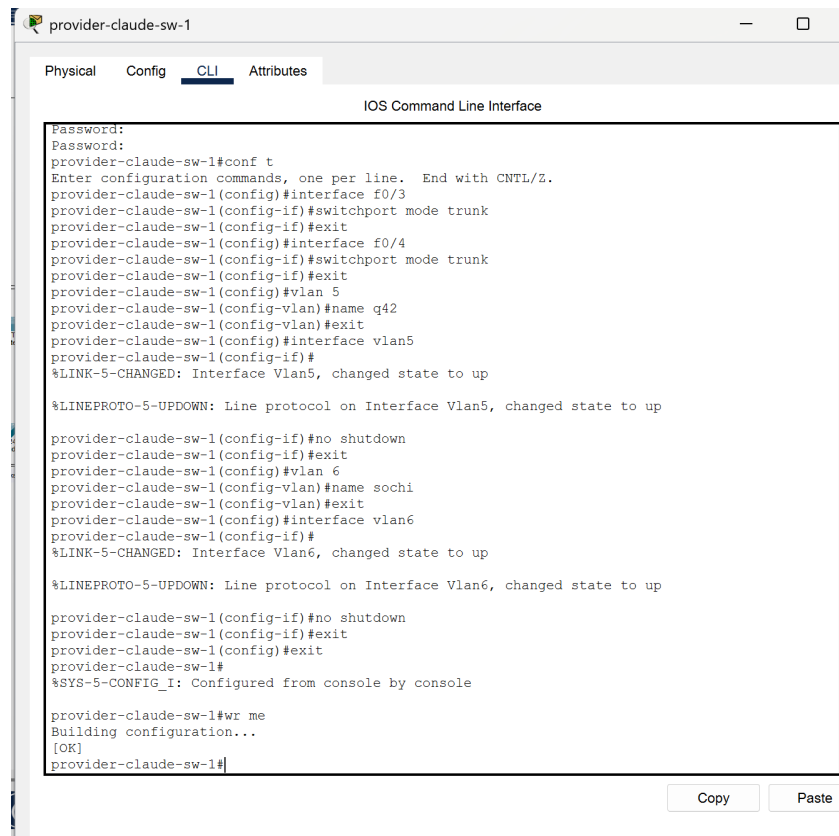 provider-claude-sw-1
Physical Config CLI Attributes
IOS Command Line Interface
Password:
Password:
provider-claude-sw-1#conf t
Enter configuration commands, one per line.  End with CNTL/Z.
provider-claude-sw-1(config)#interface f0/3
provider-claude-sw-1(config-if)#switchport mode trunk
provider-claude-sw-1(config-if)#exit
provider-claude-sw-1(config)#interface f0/4
provider-claude-sw-1(config-if)#switchport mode trunk
provider-claude-sw-1(config-if)#exit
provider-claude-sw-1(config)#vlan 5
provider-claude-sw-1(config-vlan)#name q42
provider-claude-sw-1(config-vlan)#exit
provider-claude-sw-1(config)#interface vlan5
provider-claude-sw-1(config-if)#
%LINK-5-CHANGED: Interface Vlan5, changed state to up
%LINEPROTO-5-UPDOWN: Line protocol on Interface Vlan5, changed state to up
provider-claude-sw-1(config-if)#no shutdown
provider-claude-sw-1(config-if)#exit
provider-claude-sw-1(config)#vlan 6
provider-claude-sw-1(config-vlan)#name sochi
provider-claude-sw-1(config-vlan)#exit
provider-claude-sw-1(config)#interface vlan6
provider-claude-sw-1(config-if)#
%LINK-5-CHANGED: Interface Vlan6, changed state to up
%LINEPROTO-5-UPDOWN: Line protocol on Interface Vlan6, changed state to up
provider-claude-sw-1(config-if)#no shutdown
provider-claude-sw-1(config-if)#exit
provider-claude-sw-1(config)#exit
provider-claude-sw-1#
%SYS-5-CONFIG_I: Configured from console by console
provider-claude-sw-1#wr me
Building configuration...
[OK]
provider-claude-sw-1#
Copy Paste